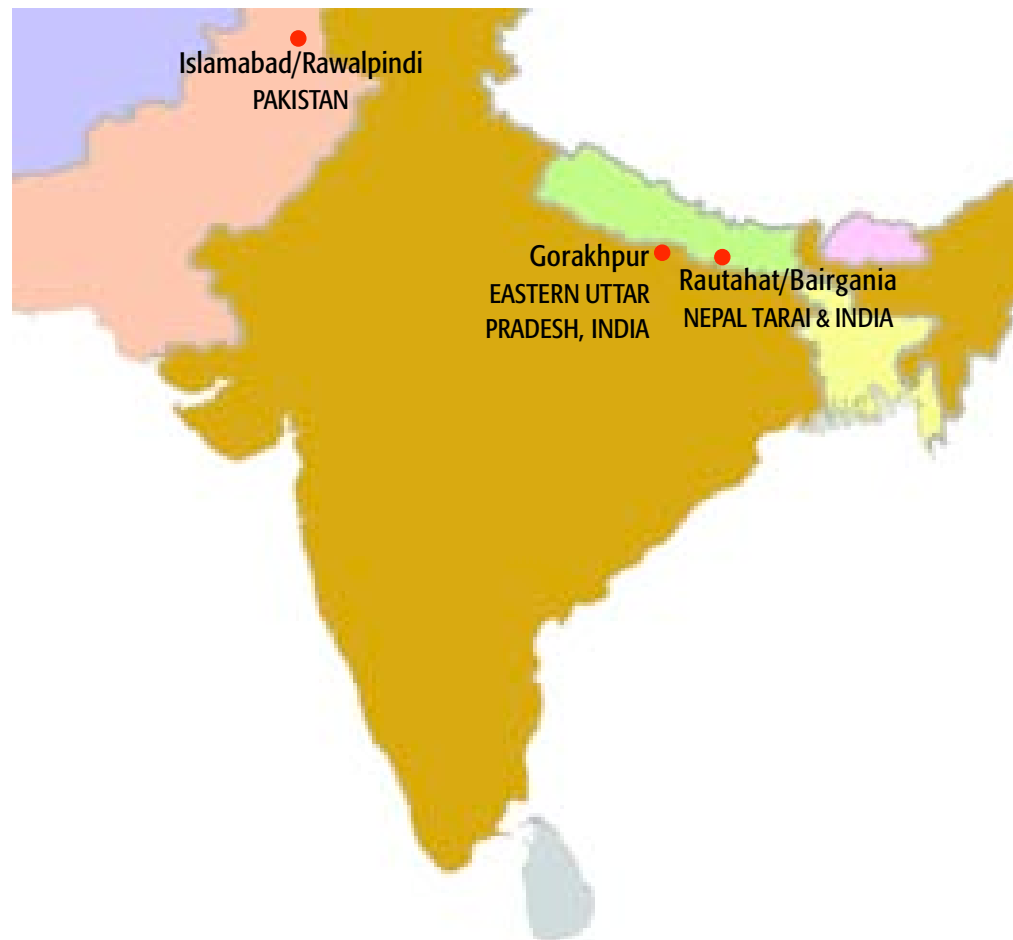 Islamabad/Rawalpindi
PAKISTAN
Gorakhpur
EASTERN UTTAR
PRADESH, INDIA
Rautahat/Bairgania
NEPAL TARAI & INDIA